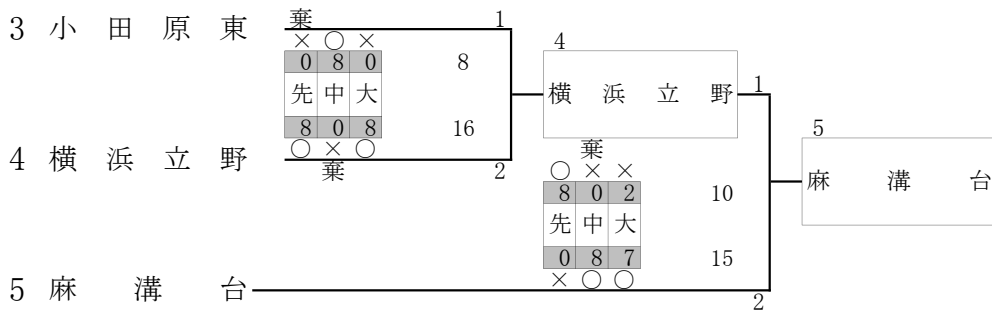 棄 1
3 小田原東
× ○ ×
0 8 0 8
先 中 大
8 0 8 16
○ × ○
4 横浜立野
棄 2
4
横浜立野 1
棄
○ × ×
8 0 2 10
先 中 大
0 8 7 15
× ○ ○
5 麻溝台 2
5
麻溝台